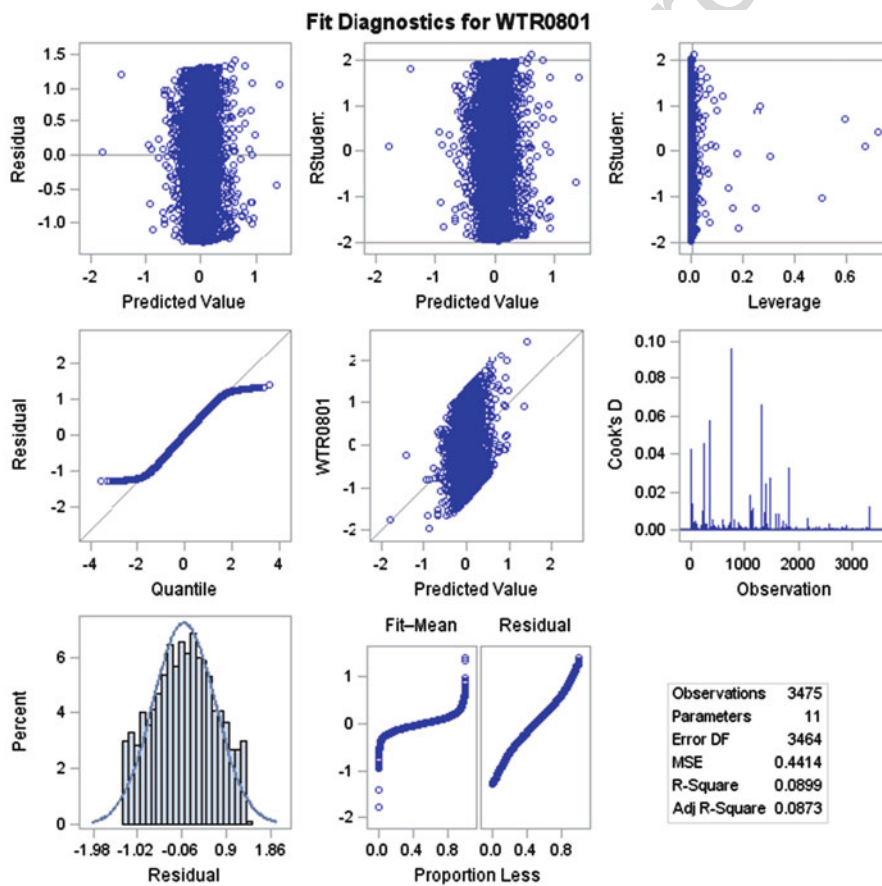 Fit Diagnostics for WTR0801
Residua
1.5
1.0
0.5
0.0
-0.5
-1.0
-2 -1 0 1
Predicted Value
RStuden:
2
1
0
-1
-2
-2 -1 0 1
Predicted Value
RStuden:
2
1
0
-1
-2
0.0 0.2 0.4 0.6
Leverage
Residual
2
1
0
-1
-2
-4 -2 0 2 4
Quantile
WTR0801
2
1
0
-1
-2
-2 -1 0 1 2
Predicted Value
Cook's D
0.10
0.08
0.06
0.04
0.02
0.00
0 1000 3000
Observation
Percent
6
4
2
0
-1.98 -1.02 -0.06 0.9 1.86
Residual
Fit–Mean Residual
1
0
-1
-2
0.0 0.4 0.8 0.0 0.4 0.8
Proportion Less
Observations 3475
Parameters 11
Error DF 3464
MSE 0.4414
R-Square 0.0899
Adj R-Square 0.0873